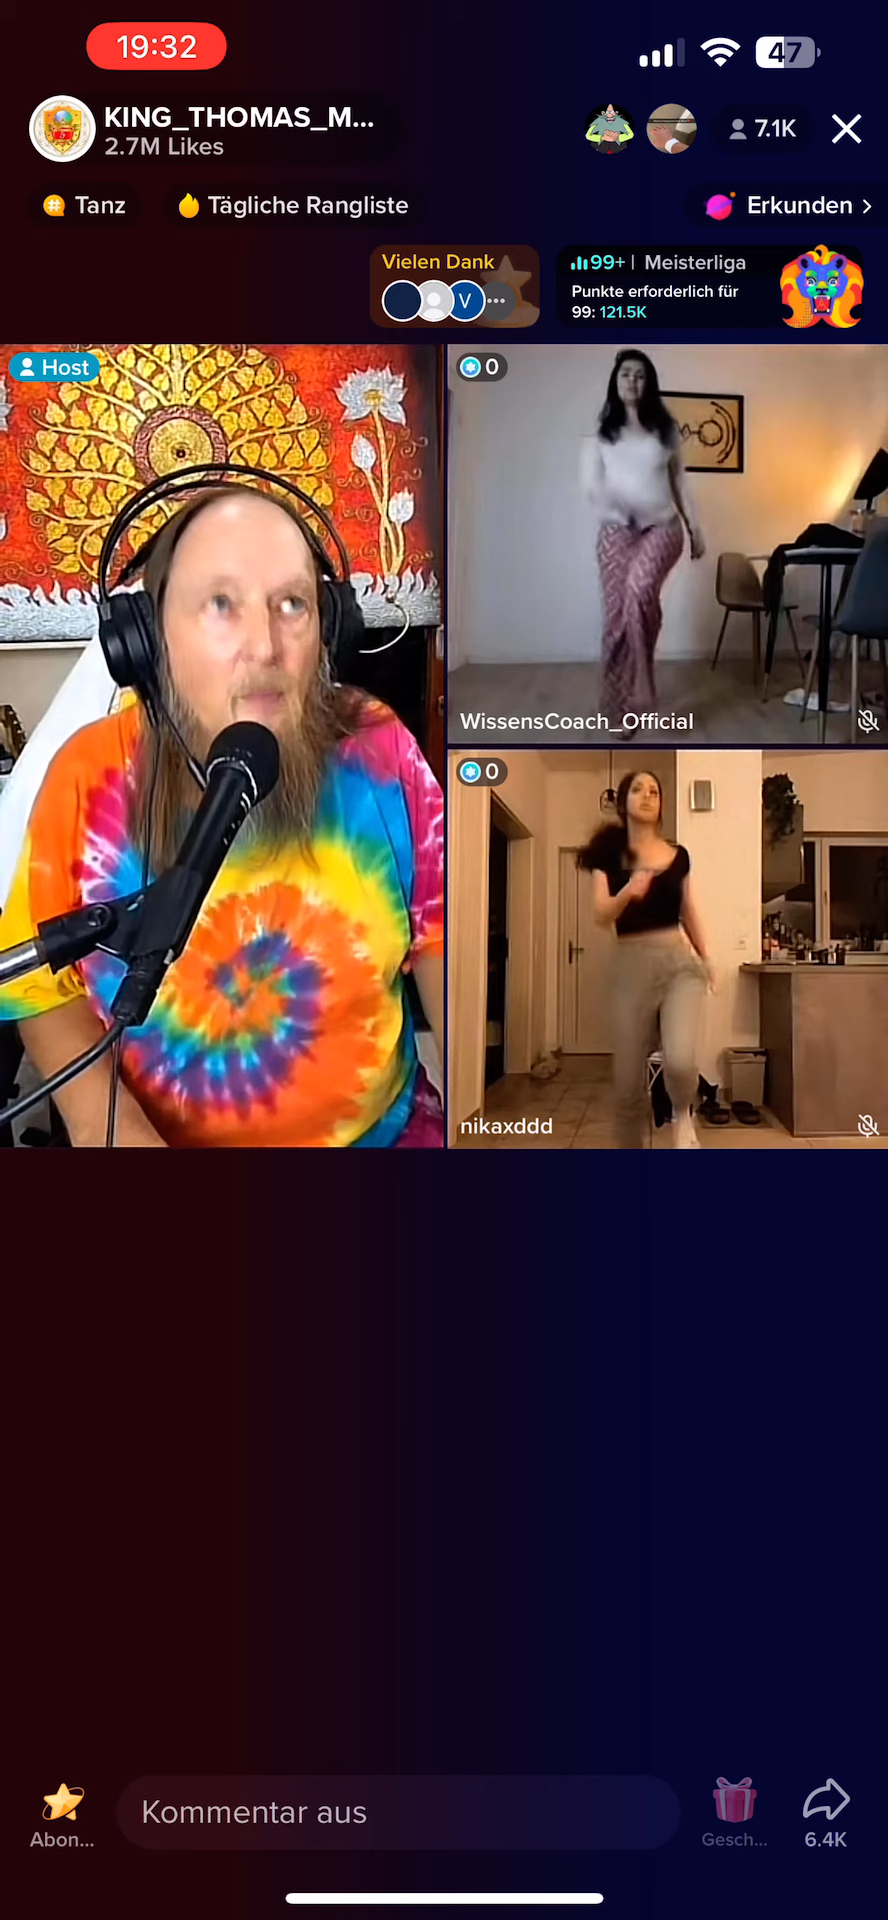 19:32
47
KING_THOMAS_M...
2.7M Likes
7.1K
Tanz
Tägliche Rangliste
Erkunden >
Vielen Dank
V
99+ | Meisterliga
Punkte erforderlich für
99: 121.5K
Host
0
WissensCoach_Official
0
nikaxddd
Abon...
Kommentar aus
Gesch...
6.4K